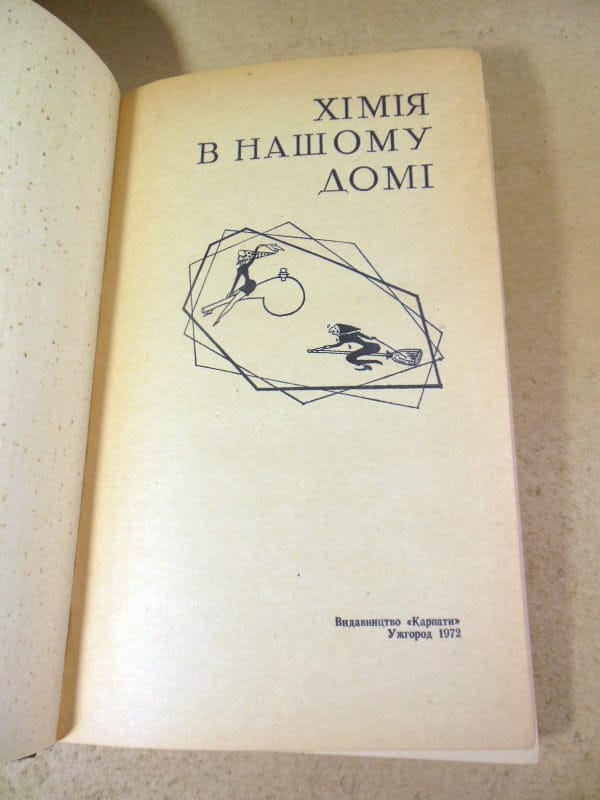 ХІМІЯ
В НАШОМУ
ДОМІ
Видавництво «Карпати»
Ужгород 1972